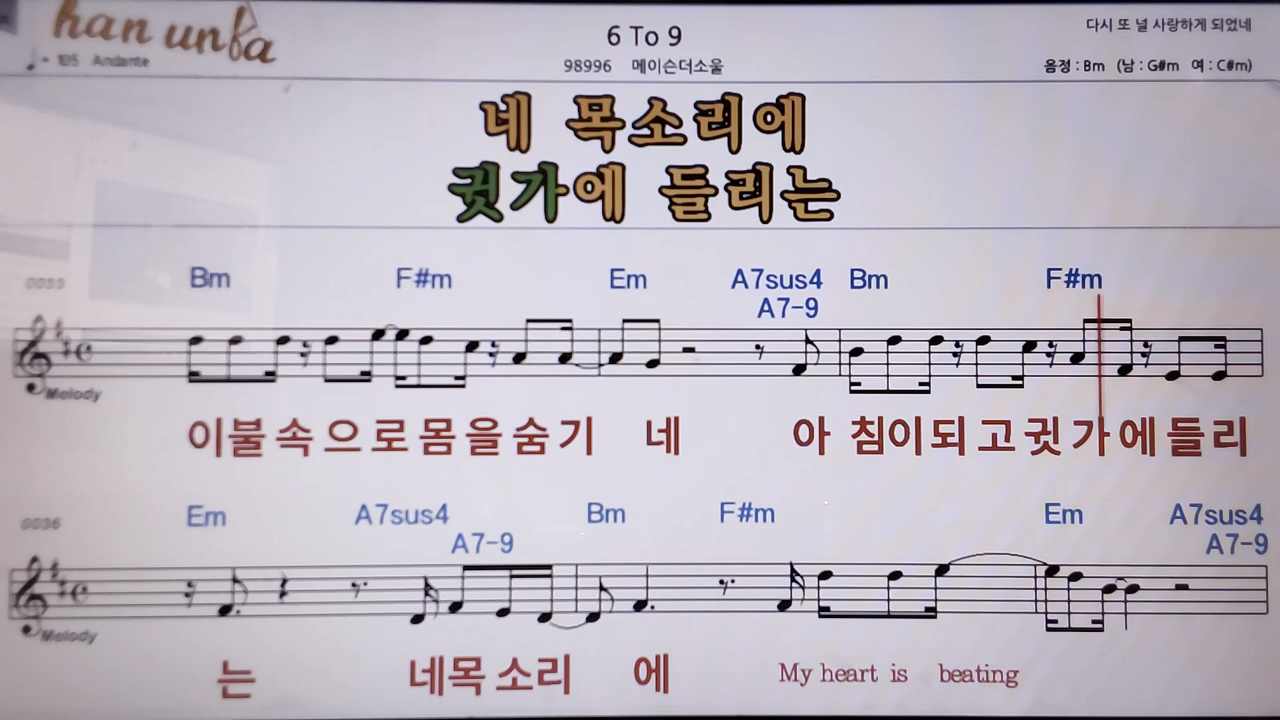 han unba
♩= 105 Andante
6 To 9
98996 메이슨더소울
다시 또 널 사랑하게 되었네
음정 : Bm (남 : G#m 여 : C#m)
네 목소리에
귓가에 들리는
Bm F#m Em A7sus4 Bm F#m
A7-9
Melody
이불속으로몸을숨기 네 아 침이되고귓가에들리
0036
Em A7sus4 Bm F#m Em A7sus4
A7-9 A7-9
Melody
는 네목소리 에 My heart is beating